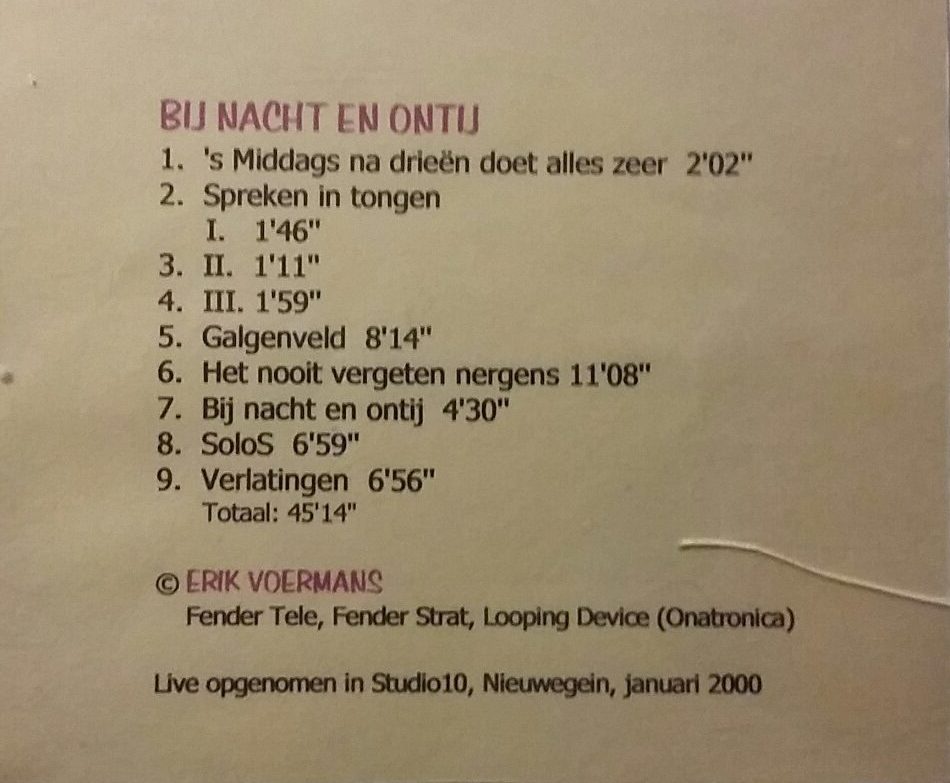 BIJ NACHT EN ONTIJ
1. 's Middags na drieën doet alles zeer 2'02"
2. Spreken in tongen
I. 1'46"
3. II. 1'11"
4. III. 1'59"
5. Galgenveld 8'14"
6. Het nooit vergeten nergens 11'08"
7. Bij nacht en ontij 4'30"
8. SoloS 6'59"
9. Verlatingen 6'56"
Totaal: 45'14"
© ERIK VOERMANS
Fender Tele, Fender Strat, Looping Device (Onatronica)
Live opgenomen in Studio10, Nieuwegein, januari 2000